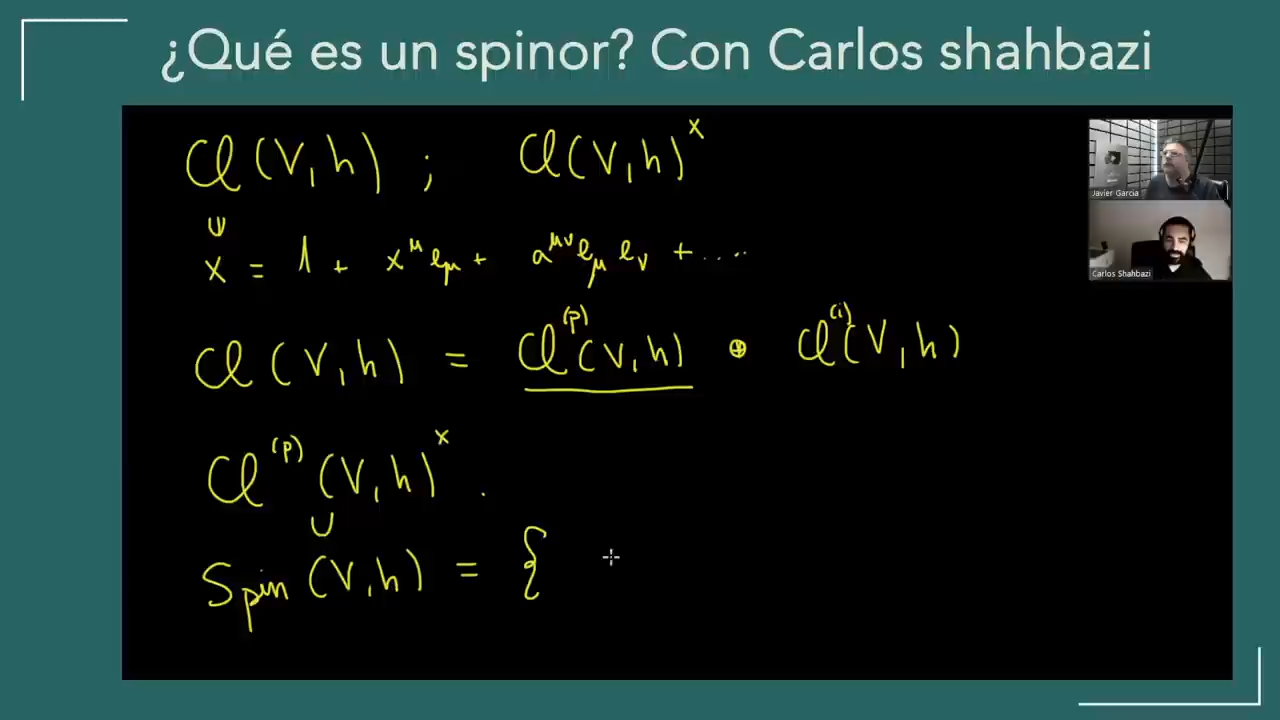 ¿Qué es un spinor? Con Carlos shahbazi
Cl(V,h) ; Cl(V,h)^×
∪
x = 1 + x^μ e_μ + a^{μν} e_μ e_ν + ....
Cl(V,h) = Cl^{(p)}(V,h) ⊕ Cl^{(i)}(V,h)
Cl^{(p)}(V,h)^× .
∪
Spin(V,h) = {
Javier Garcia
Carlos Shahbazi